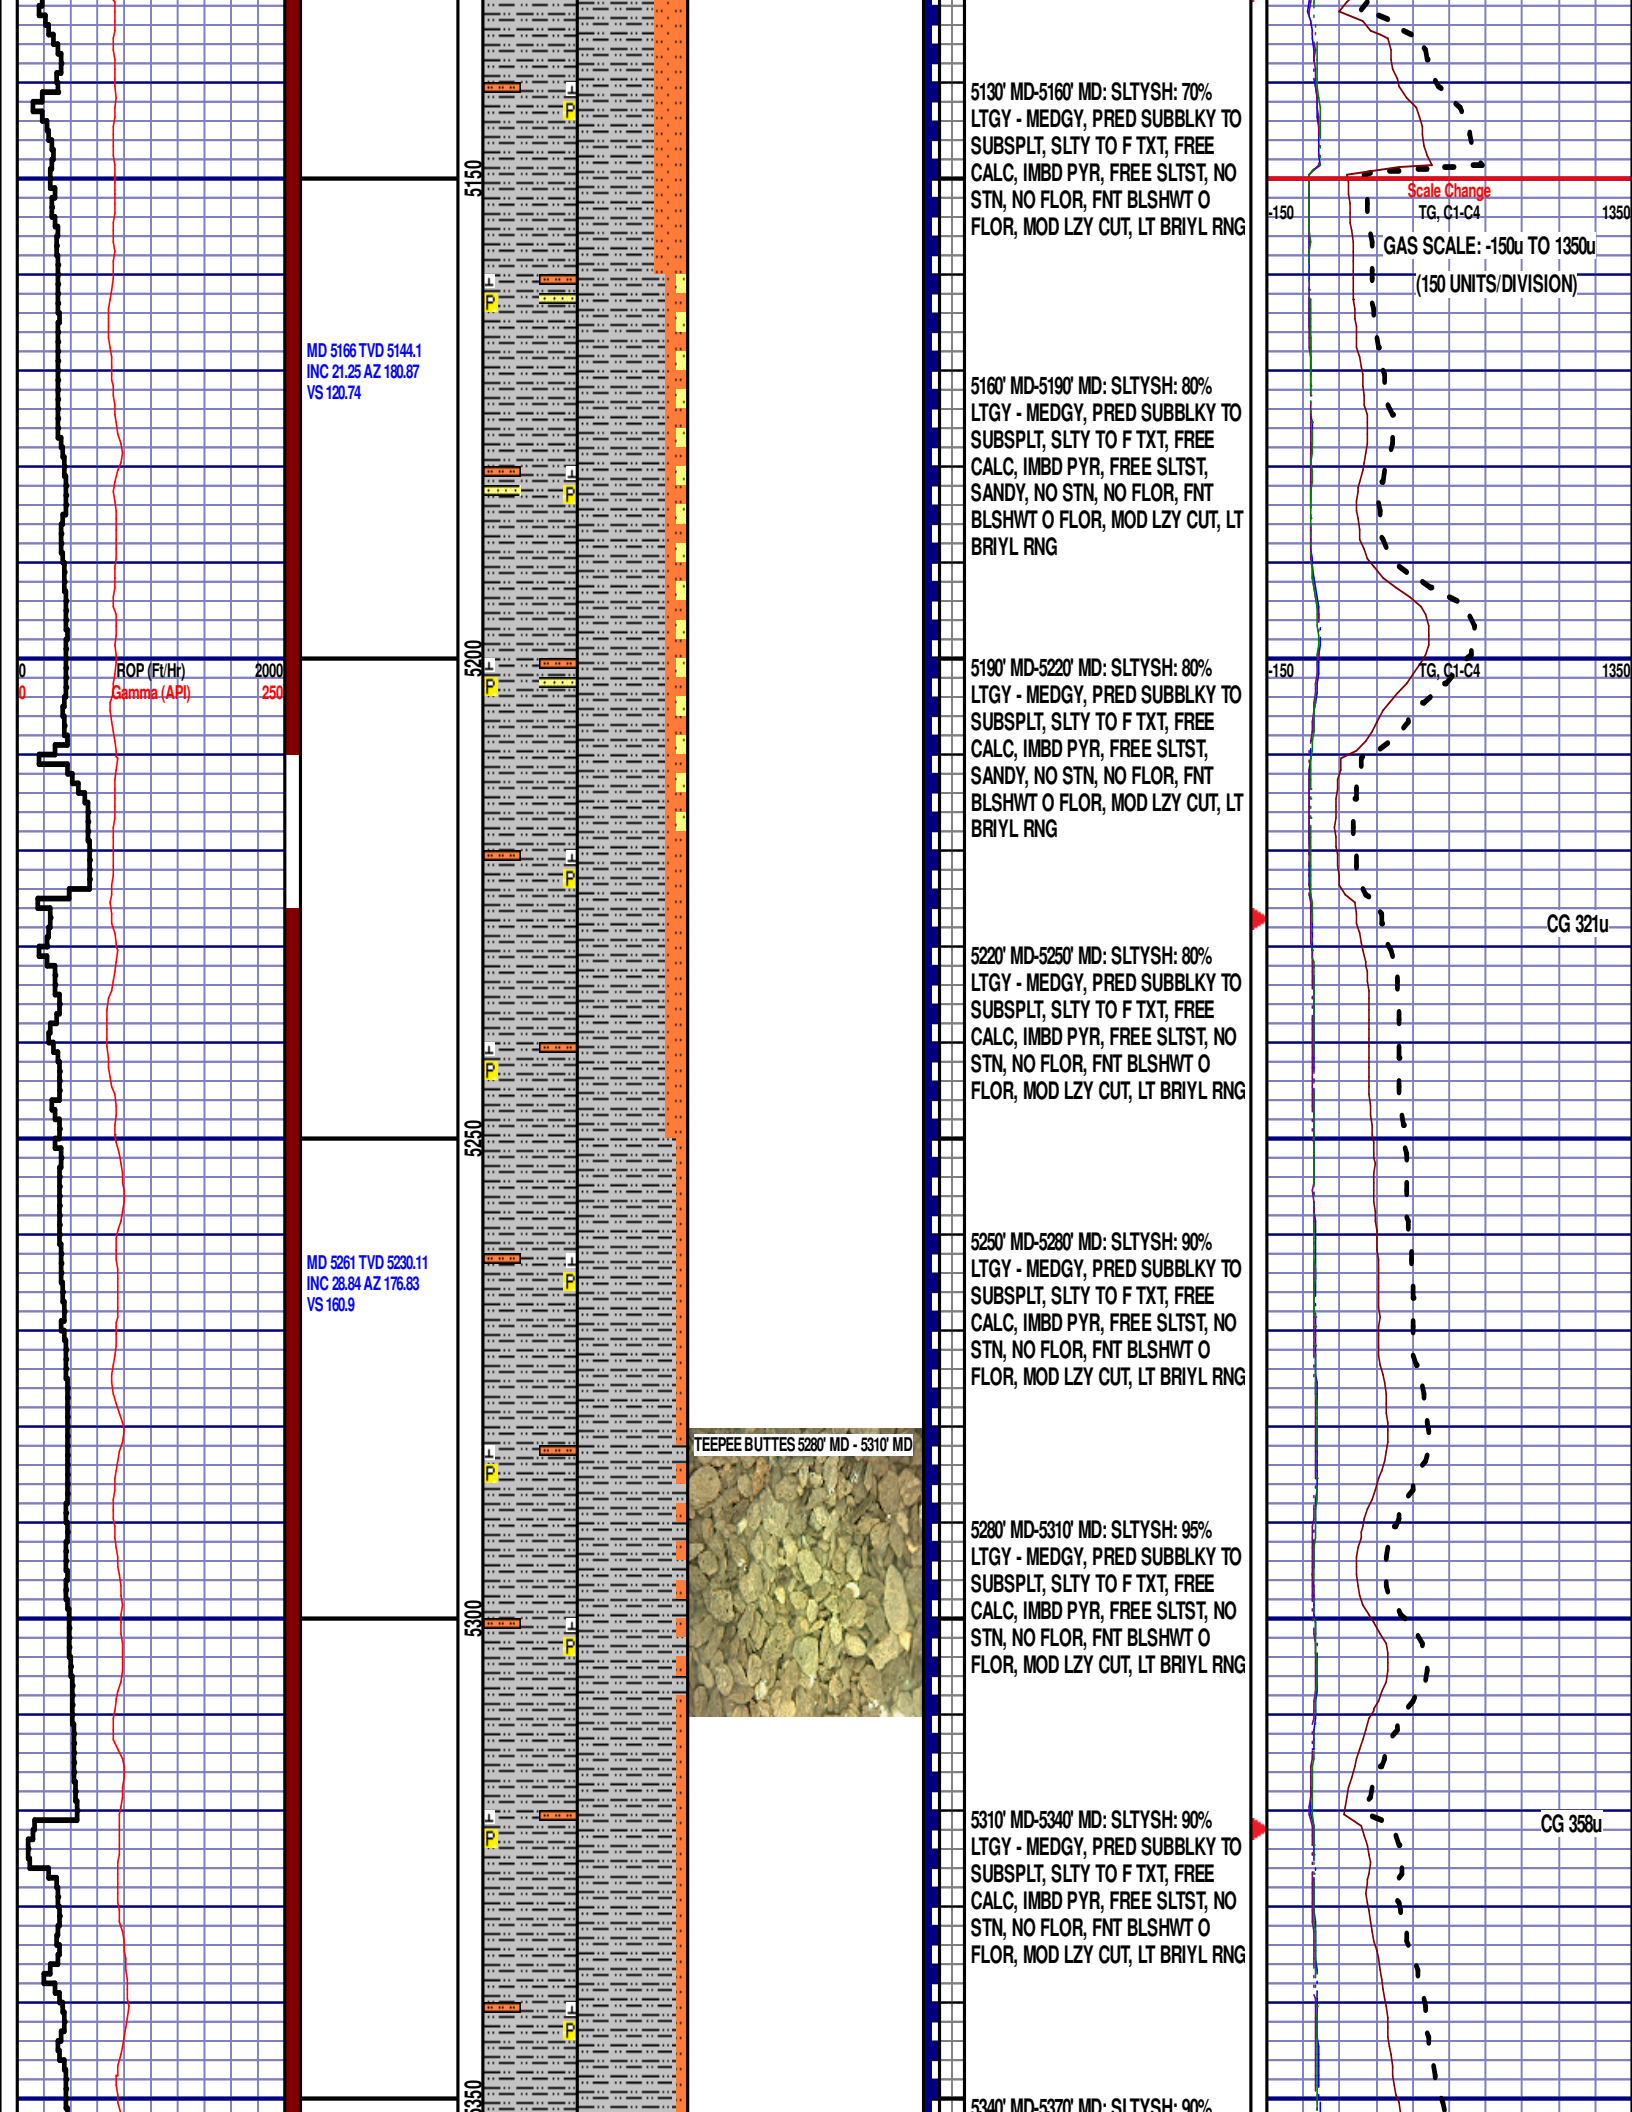 5130' MD-5160' MD: SLTYSH: 70%
LTGY - MEDGY, PRED SUBBLKY TO
SUBSPLT, SLTY TO F TXT, FREE
CALC, IMBD PYR, FREE SLTST, NO
STN, NO FLOR, FNT BLSHWT O
FLOR, MOD LZY CUT, LT BRIYL RNG
5150
Scale Change
-150 TG, C1-C4 1350
GAS SCALE: -150u TO 1350u
(150 UNITS/DIVISION)
MD 5166 TVD 5144.1
INC 21.25 AZ 180.87
VS 120.74
5160' MD-5190' MD: SLTYSH: 80%
LTGY - MEDGY, PRED SUBBLKY TO
SUBSPLT, SLTY TO F TXT, FREE
CALC, IMBD PYR, FREE SLTST,
SANDY, NO STN, NO FLOR, FNT
BLSHWT O FLOR, MOD LZY CUT, LT
BRIYL RNG
5200
0 ROP (Ft/Hr) 2000
0 Gamma (API) 250
-150 TG, C1-C4 1350
5190' MD-5220' MD: SLTYSH: 80%
LTGY - MEDGY, PRED SUBBLKY TO
SUBSPLT, SLTY TO F TXT, FREE
CALC, IMBD PYR, FREE SLTST,
SANDY, NO STN, NO FLOR, FNT
BLSHWT O FLOR, MOD LZY CUT, LT
BRIYL RNG
CG 321u
5220' MD-5250' MD: SLTYSH: 80%
LTGY - MEDGY, PRED SUBBLKY TO
SUBSPLT, SLTY TO F TXT, FREE
CALC, IMBD PYR, FREE SLTST, NO
STN, NO FLOR, FNT BLSHWT O
FLOR, MOD LZY CUT, LT BRIYL RNG
5250
MD 5261 TVD 5230.11
INC 28.84 AZ 176.83
VS 160.9
5250' MD-5280' MD: SLTYSH: 90%
LTGY - MEDGY, PRED SUBBLKY TO
SUBSPLT, SLTY TO F TXT, FREE
CALC, IMBD PYR, FREE SLTST, NO
STN, NO FLOR, FNT BLSHWT O
FLOR, MOD LZY CUT, LT BRIYL RNG
TEEPEE BUTTES 5280' MD - 5310' MD
5280' MD-5310' MD: SLTYSH: 95%
LTGY - MEDGY, PRED SUBBLKY TO
SUBSPLT, SLTY TO F TXT, FREE
CALC, IMBD PYR, FREE SLTST, NO
STN, NO FLOR, FNT BLSHWT O
FLOR, MOD LZY CUT, LT BRIYL RNG
5300
5310' MD-5340' MD: SLTYSH: 90%
LTGY - MEDGY, PRED SUBBLKY TO
SUBSPLT, SLTY TO F TXT, FREE
CALC, IMBD PYR, FREE SLTST, NO
STN, NO FLOR, FNT BLSHWT O
FLOR, MOD LZY CUT, LT BRIYL RNG
CG 358u
5350
5340' MD-5370' MD: SLTYSH: 90%
P
P
P
P
P
P
P
P
P
P
P